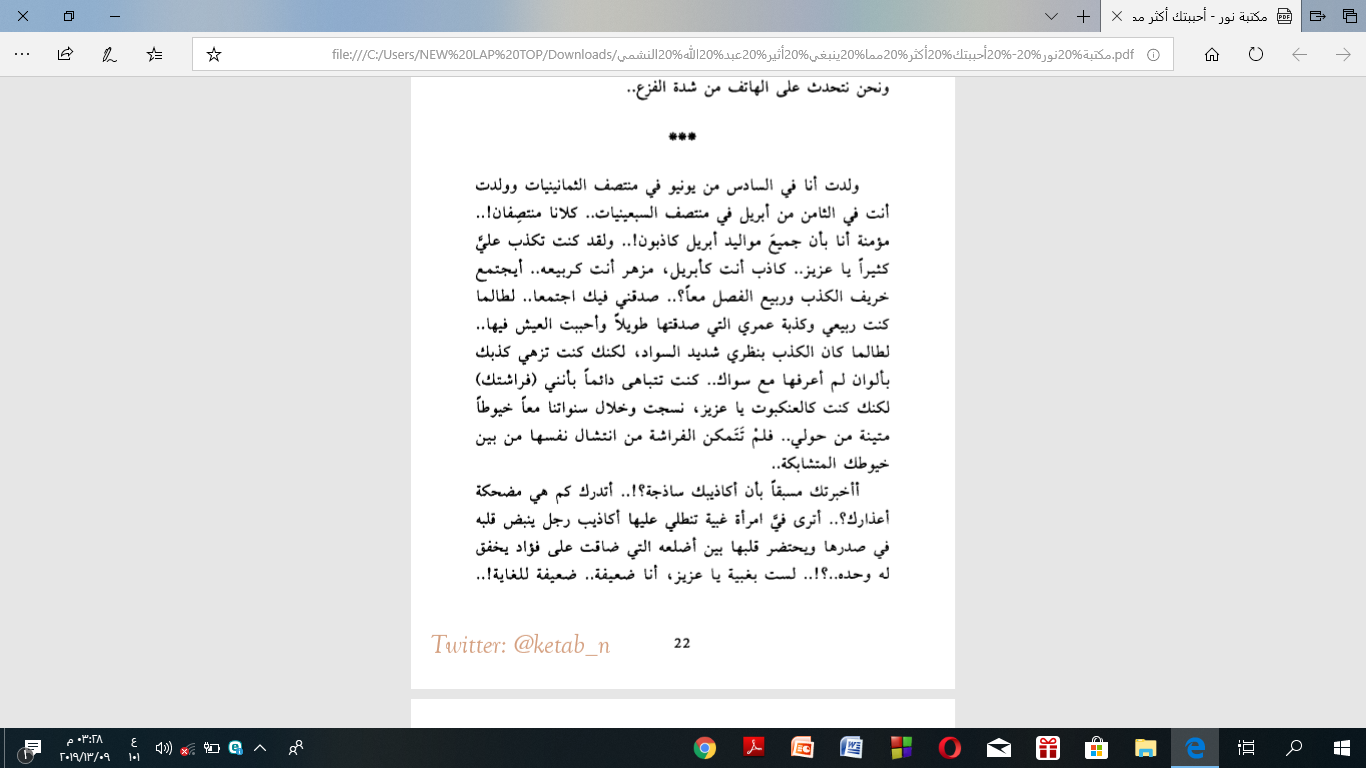 مكتبة نور - أحببتك أكثر مم
file:///C:/Users/NEW%20LAP%20TOP/Downloads/مكتبة%20نور%20-%20أحببتك%20أكثر%20مما%20ينبغي%20أثير%20عبد%20الله%20النشمي.pdf
ونحن نتحدث على الهاتف من شدة الفزع..
***
ولدت أنا في السادس من يونيو في منتصف الثمانينيات وولدت
أنت في الثامن من أبريل في منتصف السبعينيات.. كلانا منتصِفان!..
مؤمنة أنا بأن جميعَ مواليد أبريل كاذبون!.. ولقد كنت تكذب عليَّ
كثيراً يا عزيز.. كاذب أنت كأبريل، مزهر أنت كربيعه.. أيجتمع
خريف الكذب وربيع الفصل معاً؟.. صدقني فيك اجتمعا.. لطالما
كنت ربيعي وكذبة عمري التي صدقتها طويلاً وأحببت العيش فيها..
لطالما كان الكذب بنظري شديد السواد، لكنك كنت تزهي كذبك
بألوان لم أعرفها مع سواك.. كنت تتباهى دائماً بأنني (فراشتك)
لكنك كنت كالعنكبوت يا عزيز، نسجت وخلال سنواتنا معاً خيوطاً
متينة من حولي.. فلمْ تَتَمكن الفراشة من انتشال نفسها من بين
خيوطك المتشابكة..
أأخبرتك مسبقاً بأن أكاذيبك ساذجة؟!.. أتدرك كم هي مضحكة
أعذارك؟.. أترى فيَّ امرأة غبية تنطلي عليها أكاذيب رجل ينبض قلبه
في صدرها ويحتضر قلبها بين أضلعه التي ضاقت على فؤاد يخفق
له وحده..؟!.. لست بغبية يا عزيز، أنا ضعيفة.. ضعيفة للغاية!..
Twitter: @ketab_n
22
٠٣:٢٨ م
٢٠١٩/١٣/٠٩
ع
١٠١